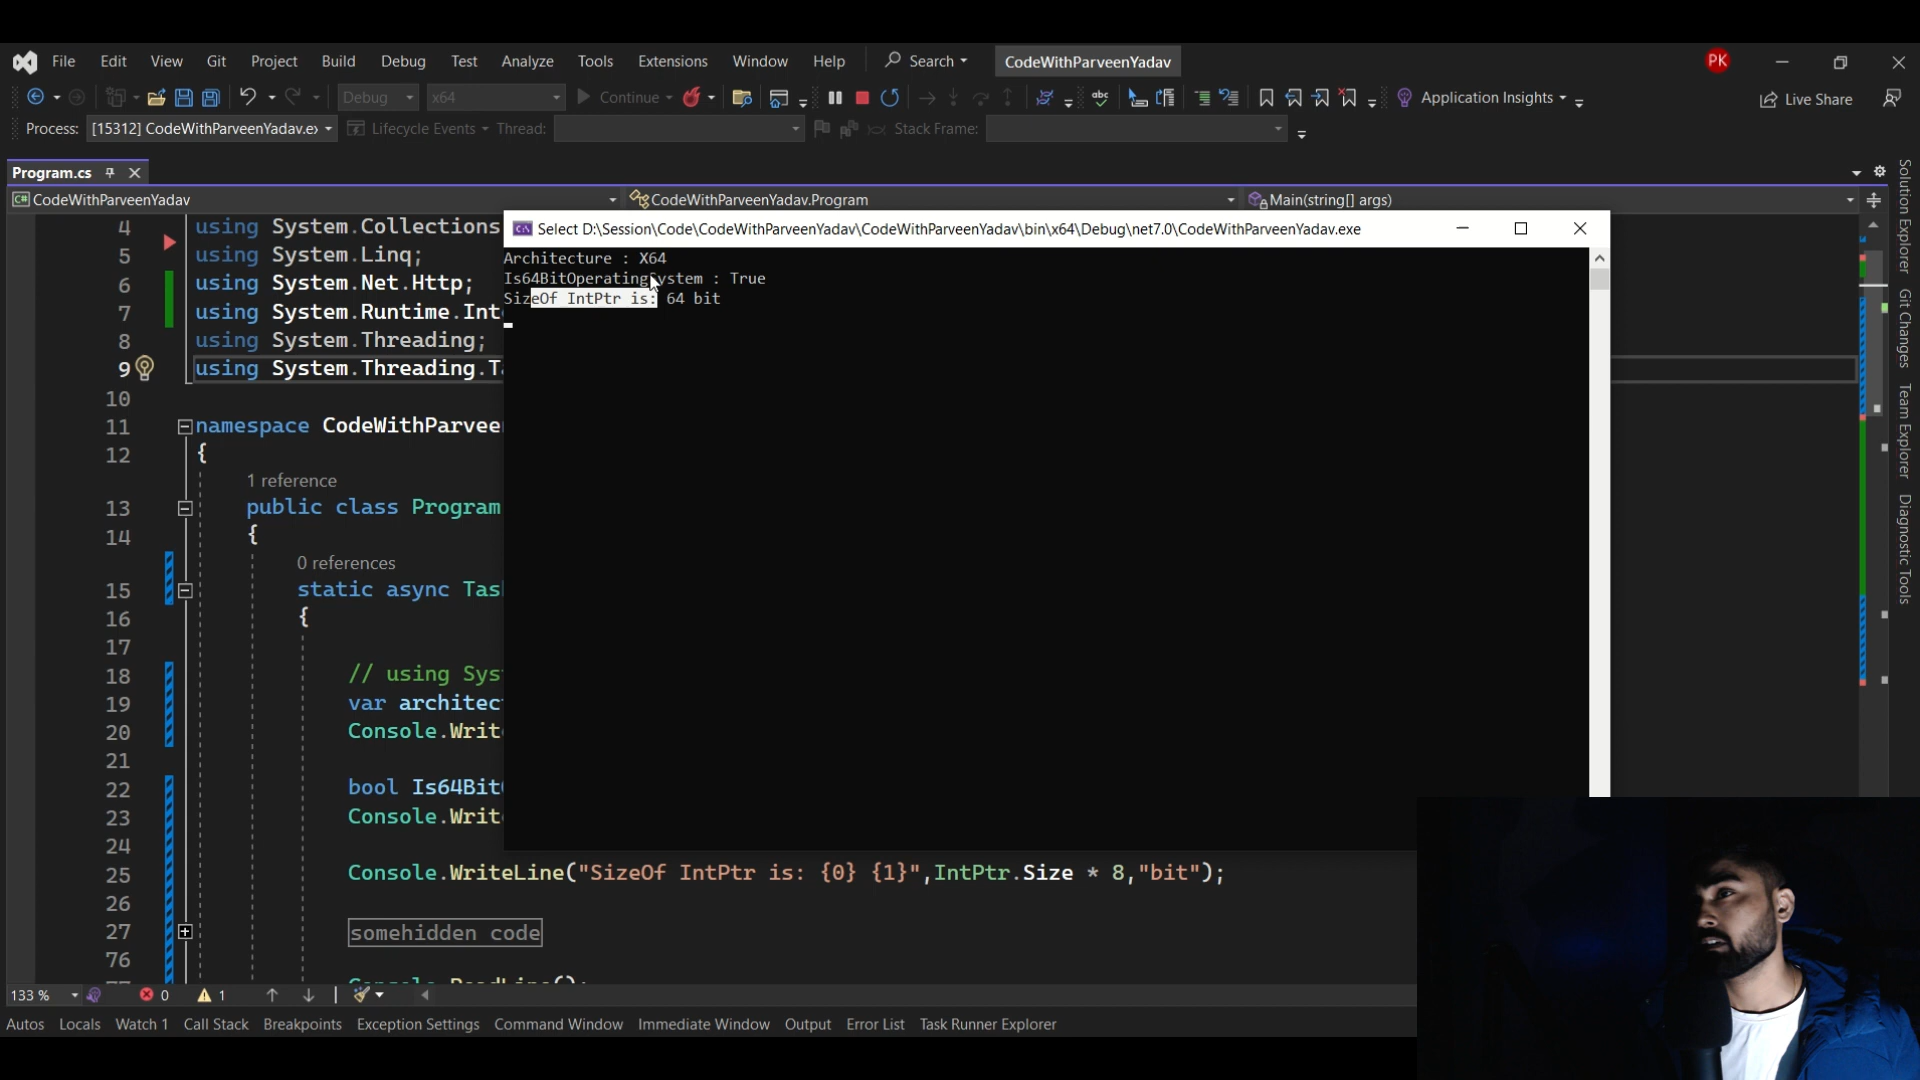 File Edit View Git Project Build Debug Test Analyze Tools Extensions Window Help Search CodeWithParveenYadav PK
Debug x64 Continue Application Insights Live Share
Process: [15312] CodeWithParveenYadav.ex Lifecycle Events Thread: Stack Frame:
Program.cs
C# CodeWithParveenYadav CodeWithParveenYadav.Program Main(string[] args)
Select D:\Session\Code\CodeWithParveenYadav\CodeWithParveenYadav\bin\x64\Debug\net7.0\CodeWithParveenYadav.exe
Architecture : X64
Is64BitOperatingSystem : True
SizeOf IntPtr is: 64 bit
4 using System.Collections
5 using System.Linq;
6 using System.Net.Http;
7 using System.Runtime.Int
8 using System.Threading;
9 using System.Threading.T
10
11 namespace CodeWithParvee
12 {
1 reference
13 public class Program
14 {
0 references
15 static async Tas
16 {
17
18 // using Sys
19 var architec
20 Console.Writ
21
22 bool Is64Bit
23 Console.Writ
24
25 Console.WriteLine("SizeOf IntPtr is: {0} {1}",IntPtr.Size * 8,"bit");
26
27 somehidden code
76
Solution Explorer
Git Changes
Team Explorer
Diagnostic Tools
133 % 0 1
Autos Locals Watch 1 Call Stack Breakpoints Exception Settings Command Window Immediate Window Output Error List Task Runner Explorer